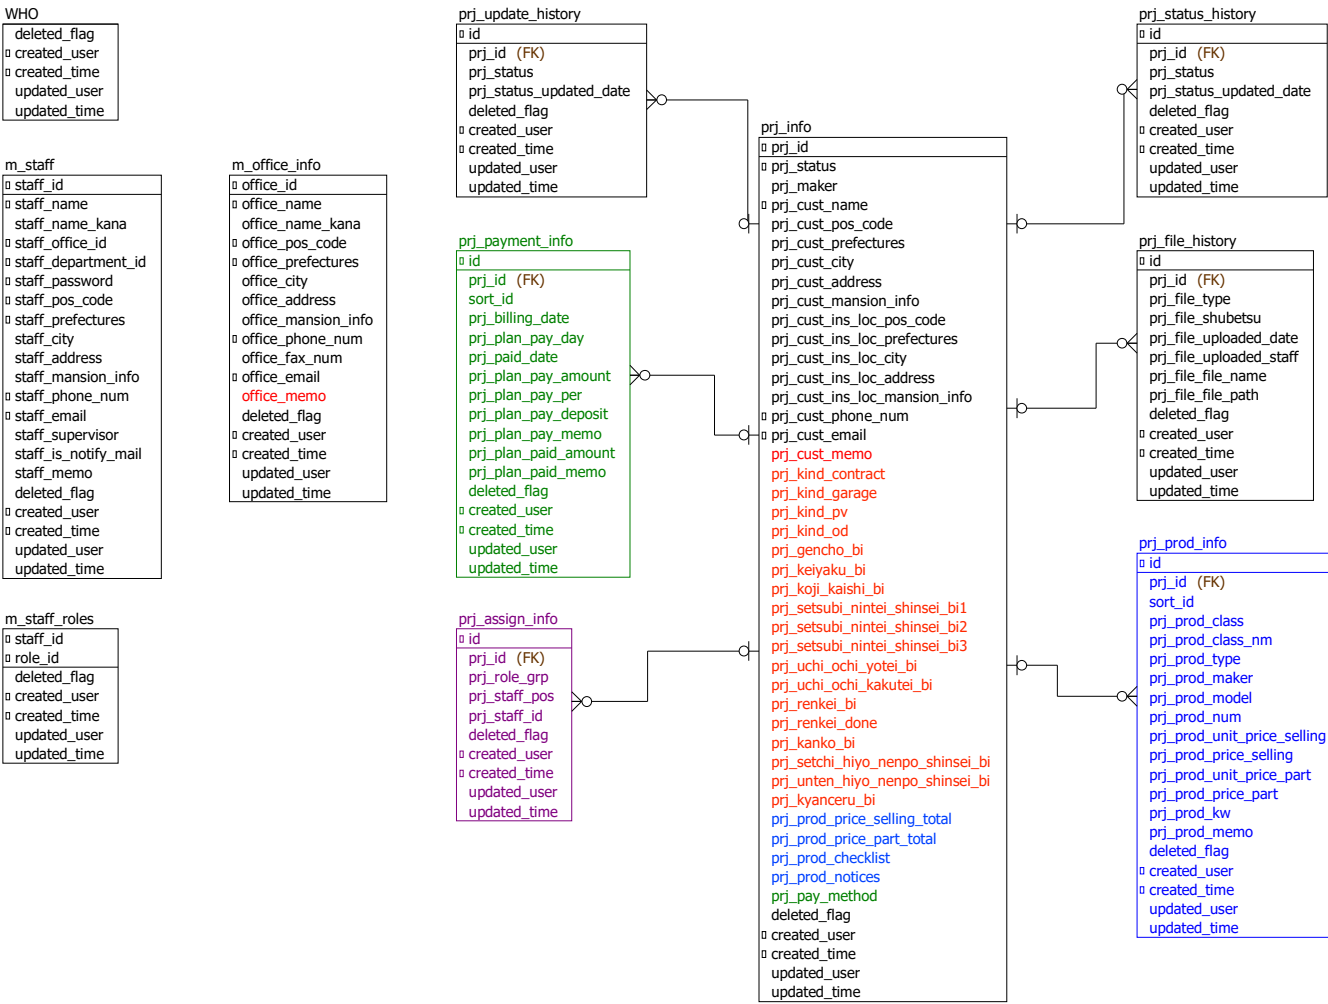 WHO
deleted_flag
created_user
created_time
updated_user
updated_time
m_staff
staff_id
staff_name
staff_name_kana
staff_office_id
staff_department_id
staff_password
staff_pos_code
staff_prefectures
staff_city
staff_address
staff_mansion_info
staff_phone_num
staff_email
staff_supervisor
staff_is_notify_mail
staff_memo
deleted_flag
created_user
created_time
updated_user
updated_time
m_staff_roles
staff_id
role_id
deleted_flag
created_user
created_time
updated_user
updated_time
m_office_info
office_id
office_name
office_name_kana
office_pos_code
office_prefectures
office_city
office_address
office_mansion_info
office_phone_num
office_fax_num
office_email
office_memo
deleted_flag
created_user
created_time
updated_user
updated_time
prj_update_history
id
prj_id (FK)
prj_status
prj_status_updated_date
deleted_flag
created_user
created_time
updated_user
updated_time
prj_payment_info
id
prj_id (FK)
sort_id
prj_billing_date
prj_plan_pay_day
prj_paid_date
prj_plan_pay_amount
prj_plan_pay_per
prj_plan_pay_deposit
prj_plan_pay_memo
prj_plan_paid_amount
prj_plan_paid_memo
deleted_flag
created_user
created_time
updated_user
updated_time
prj_assign_info
id
prj_id (FK)
prj_role_grp
prj_staff_pos
prj_staff_id
deleted_flag
created_user
created_time
updated_user
updated_time
prj_info
prj_id
prj_status
prj_maker
prj_cust_name
prj_cust_pos_code
prj_cust_prefectures
prj_cust_city
prj_cust_address
prj_cust_mansion_info
prj_cust_ins_loc_pos_code
prj_cust_ins_loc_prefectures
prj_cust_ins_loc_city
prj_cust_ins_loc_address
prj_cust_ins_loc_mansion_info
prj_cust_phone_num
prj_cust_email
prj_cust_memo
prj_kind_contract
prj_kind_garage
prj_kind_pv
prj_kind_od
prj_gencho_bi
prj_keiyaku_bi
prj_koji_kaishi_bi
prj_setsubi_nintei_shinsei_bi1
prj_setsubi_nintei_shinsei_bi2
prj_setsubi_nintei_shinsei_bi3
prj_uchi_ochi_yotei_bi
prj_uchi_ochi_kakutei_bi
prj_renkei_bi
prj_renkei_done
prj_kanko_bi
prj_setchi_hiyo_nenpo_shinsei_bi
prj_unten_hiyo_nenpo_shinsei_bi
prj_kyanceru_bi
prj_prod_price_selling_total
prj_prod_price_part_total
prj_prod_checklist
prj_prod_notices
prj_pay_method
deleted_flag
created_user
created_time
updated_user
updated_time
prj_status_history
id
prj_id (FK)
prj_status
prj_status_updated_date
deleted_flag
created_user
created_time
updated_user
updated_time
prj_file_history
id
prj_id (FK)
prj_file_type
prj_file_shubetsu
prj_file_uploaded_date
prj_file_uploaded_staff
prj_file_file_name
prj_file_file_path
deleted_flag
created_user
created_time
updated_user
updated_time
prj_prod_info
id
prj_id (FK)
sort_id
prj_prod_class
prj_prod_class_nm
prj_prod_type
prj_prod_maker
prj_prod_model
prj_prod_num
prj_prod_unit_price_selling
prj_prod_price_selling
prj_prod_unit_price_part
prj_prod_price_part
prj_prod_kw
prj_prod_memo
deleted_flag
created_user
created_time
updated_user
updated_time